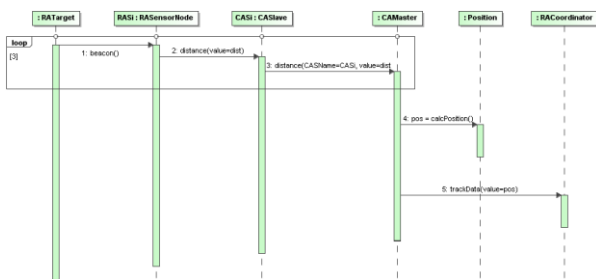 : RATarget
RASi : RASensorNode
CASi : CASlave
: CAMaster
: Position
: RACoordinator
loop
[3]
1: beacon()
2: distance(value=dist)
3: distance(CASName=CASi, value=dist
4: pos = calcPosition()
5: trackData(value=pos)